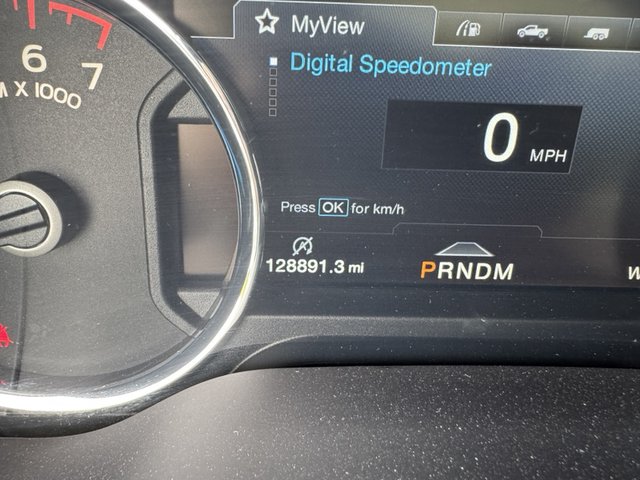 MyView
Digital Speedometer
6
7
M X 1000
0 MPH
Press OK for km/h
128891.3 mi
PRNDM
W